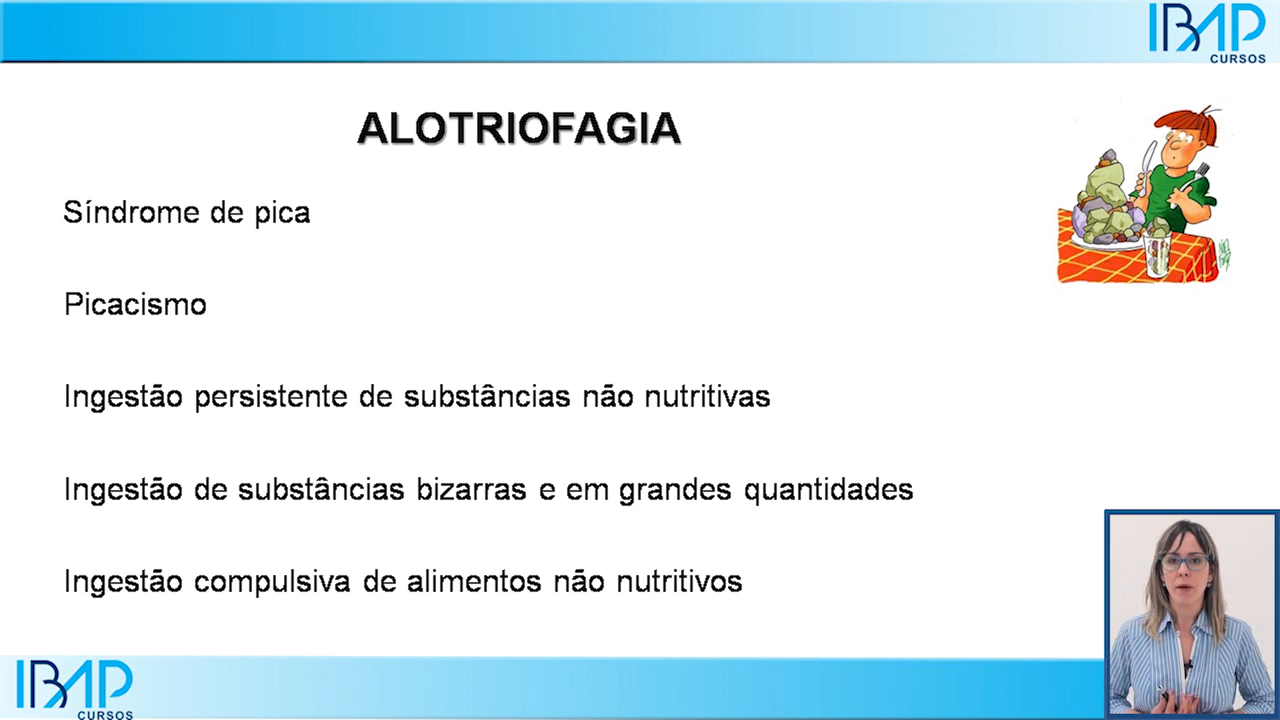 IBAP
CURSOS
ALOTRIOFAGIA
Síndrome de pica
Picacismo
Ingestão persistente de substâncias não nutritivas
Ingestão de substâncias bizarras e em grandes quantidades
Ingestão compulsiva de alimentos não nutritivos
IBAP
CURSOS